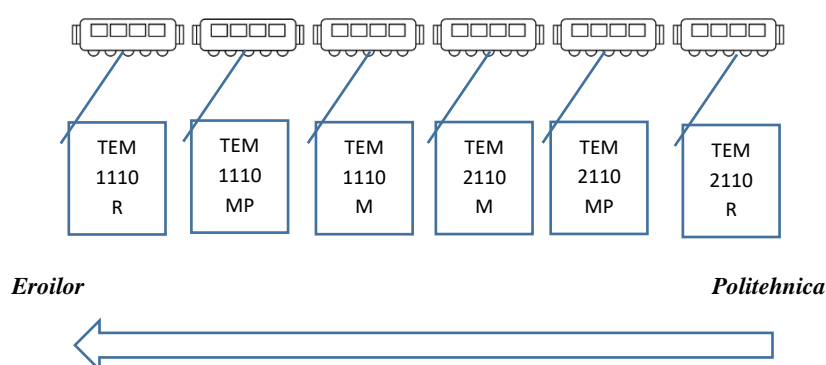 TEM
1110
R
TEM
1110
MP
TEM
1110
M
TEM
2110
M
TEM
2110
MP
TEM
2110
R
Eroilor
Politehnica